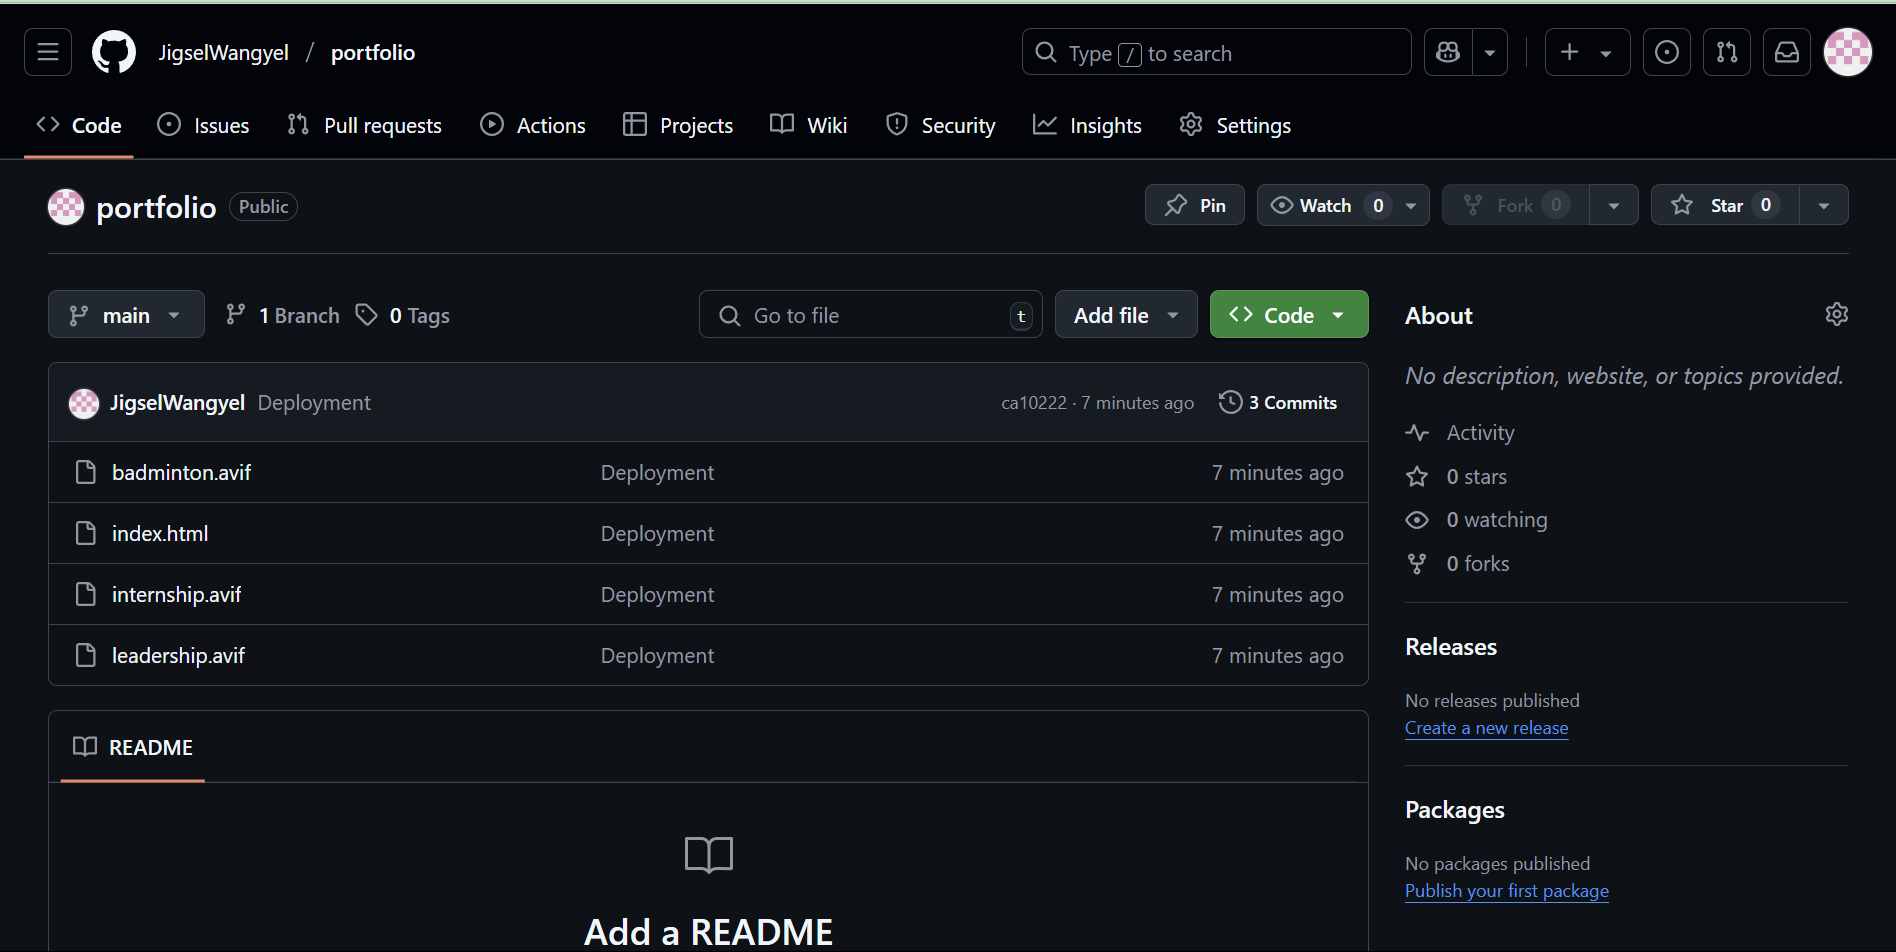 JigselWangyel / portfolio
Type / to search
Code Issues Pull requests Actions Projects Wiki Security Insights Settings
portfolio Public
Pin Watch 0 Fork 0 Star 0
main 1 Branch 0 Tags Go to file t Add file Code
JigselWangyel Deployment ca10222 · 7 minutes ago 3 Commits
badminton.avif Deployment 7 minutes ago
index.html Deployment 7 minutes ago
internship.avif Deployment 7 minutes ago
leadership.avif Deployment 7 minutes ago
README
Add a README
About
No description, website, or topics provided.
Activity
0 stars
0 watching
0 forks
Releases
No releases published
Create a new release
Packages
No packages published
Publish your first package